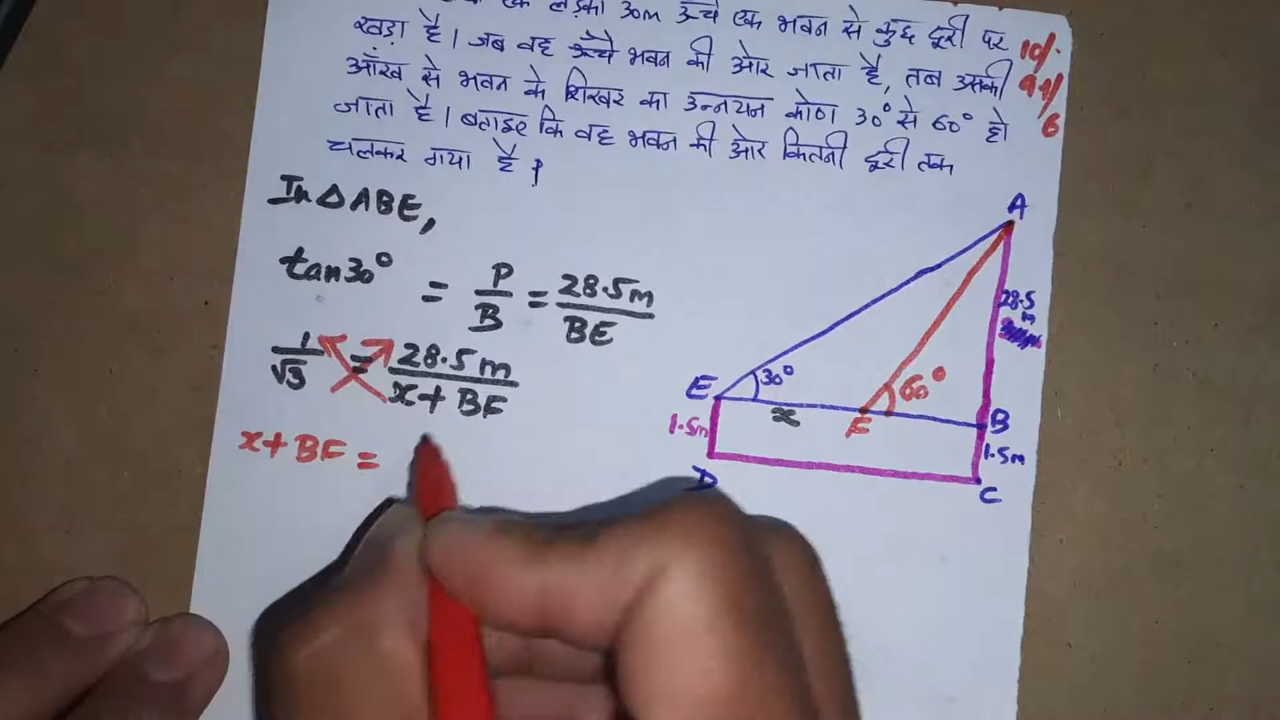 एक लड़का 30m ऊँचे एक भवन से कुछ दूरी पर
खड़ा है। जब वह ऊँचे भवन की ओर जाता है, तब उसकी
आँख से भवन के शिखर का उन्नयन कोण 30° से 60° हो
जाता है। बताइए कि वह भवन की ओर कितनी दूरी तक
चलकर गया है ?
10/.
6
In △ABE,
tan30° = P/B = 28.5m/BE
1/√3 = 28.5m/x+BF
x+BF =
A
28.5
m
E 30° x F 60° B
1.5m 1.5m
D C